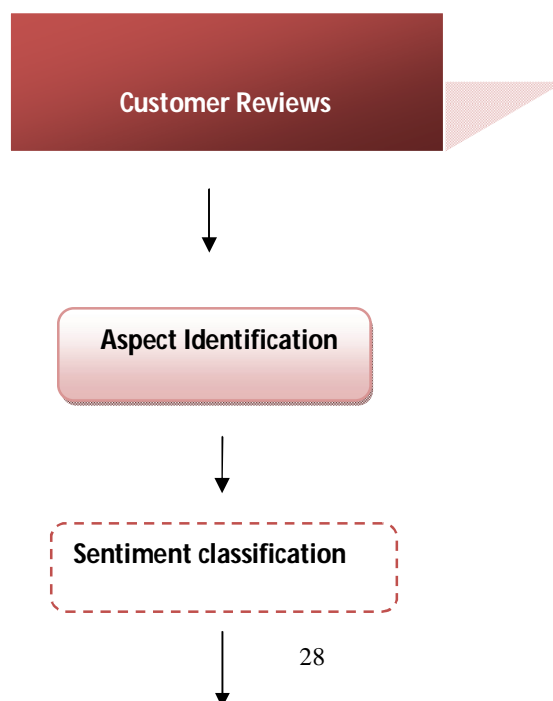 Customer Reviews
Aspect Identification
Sentiment classification
28